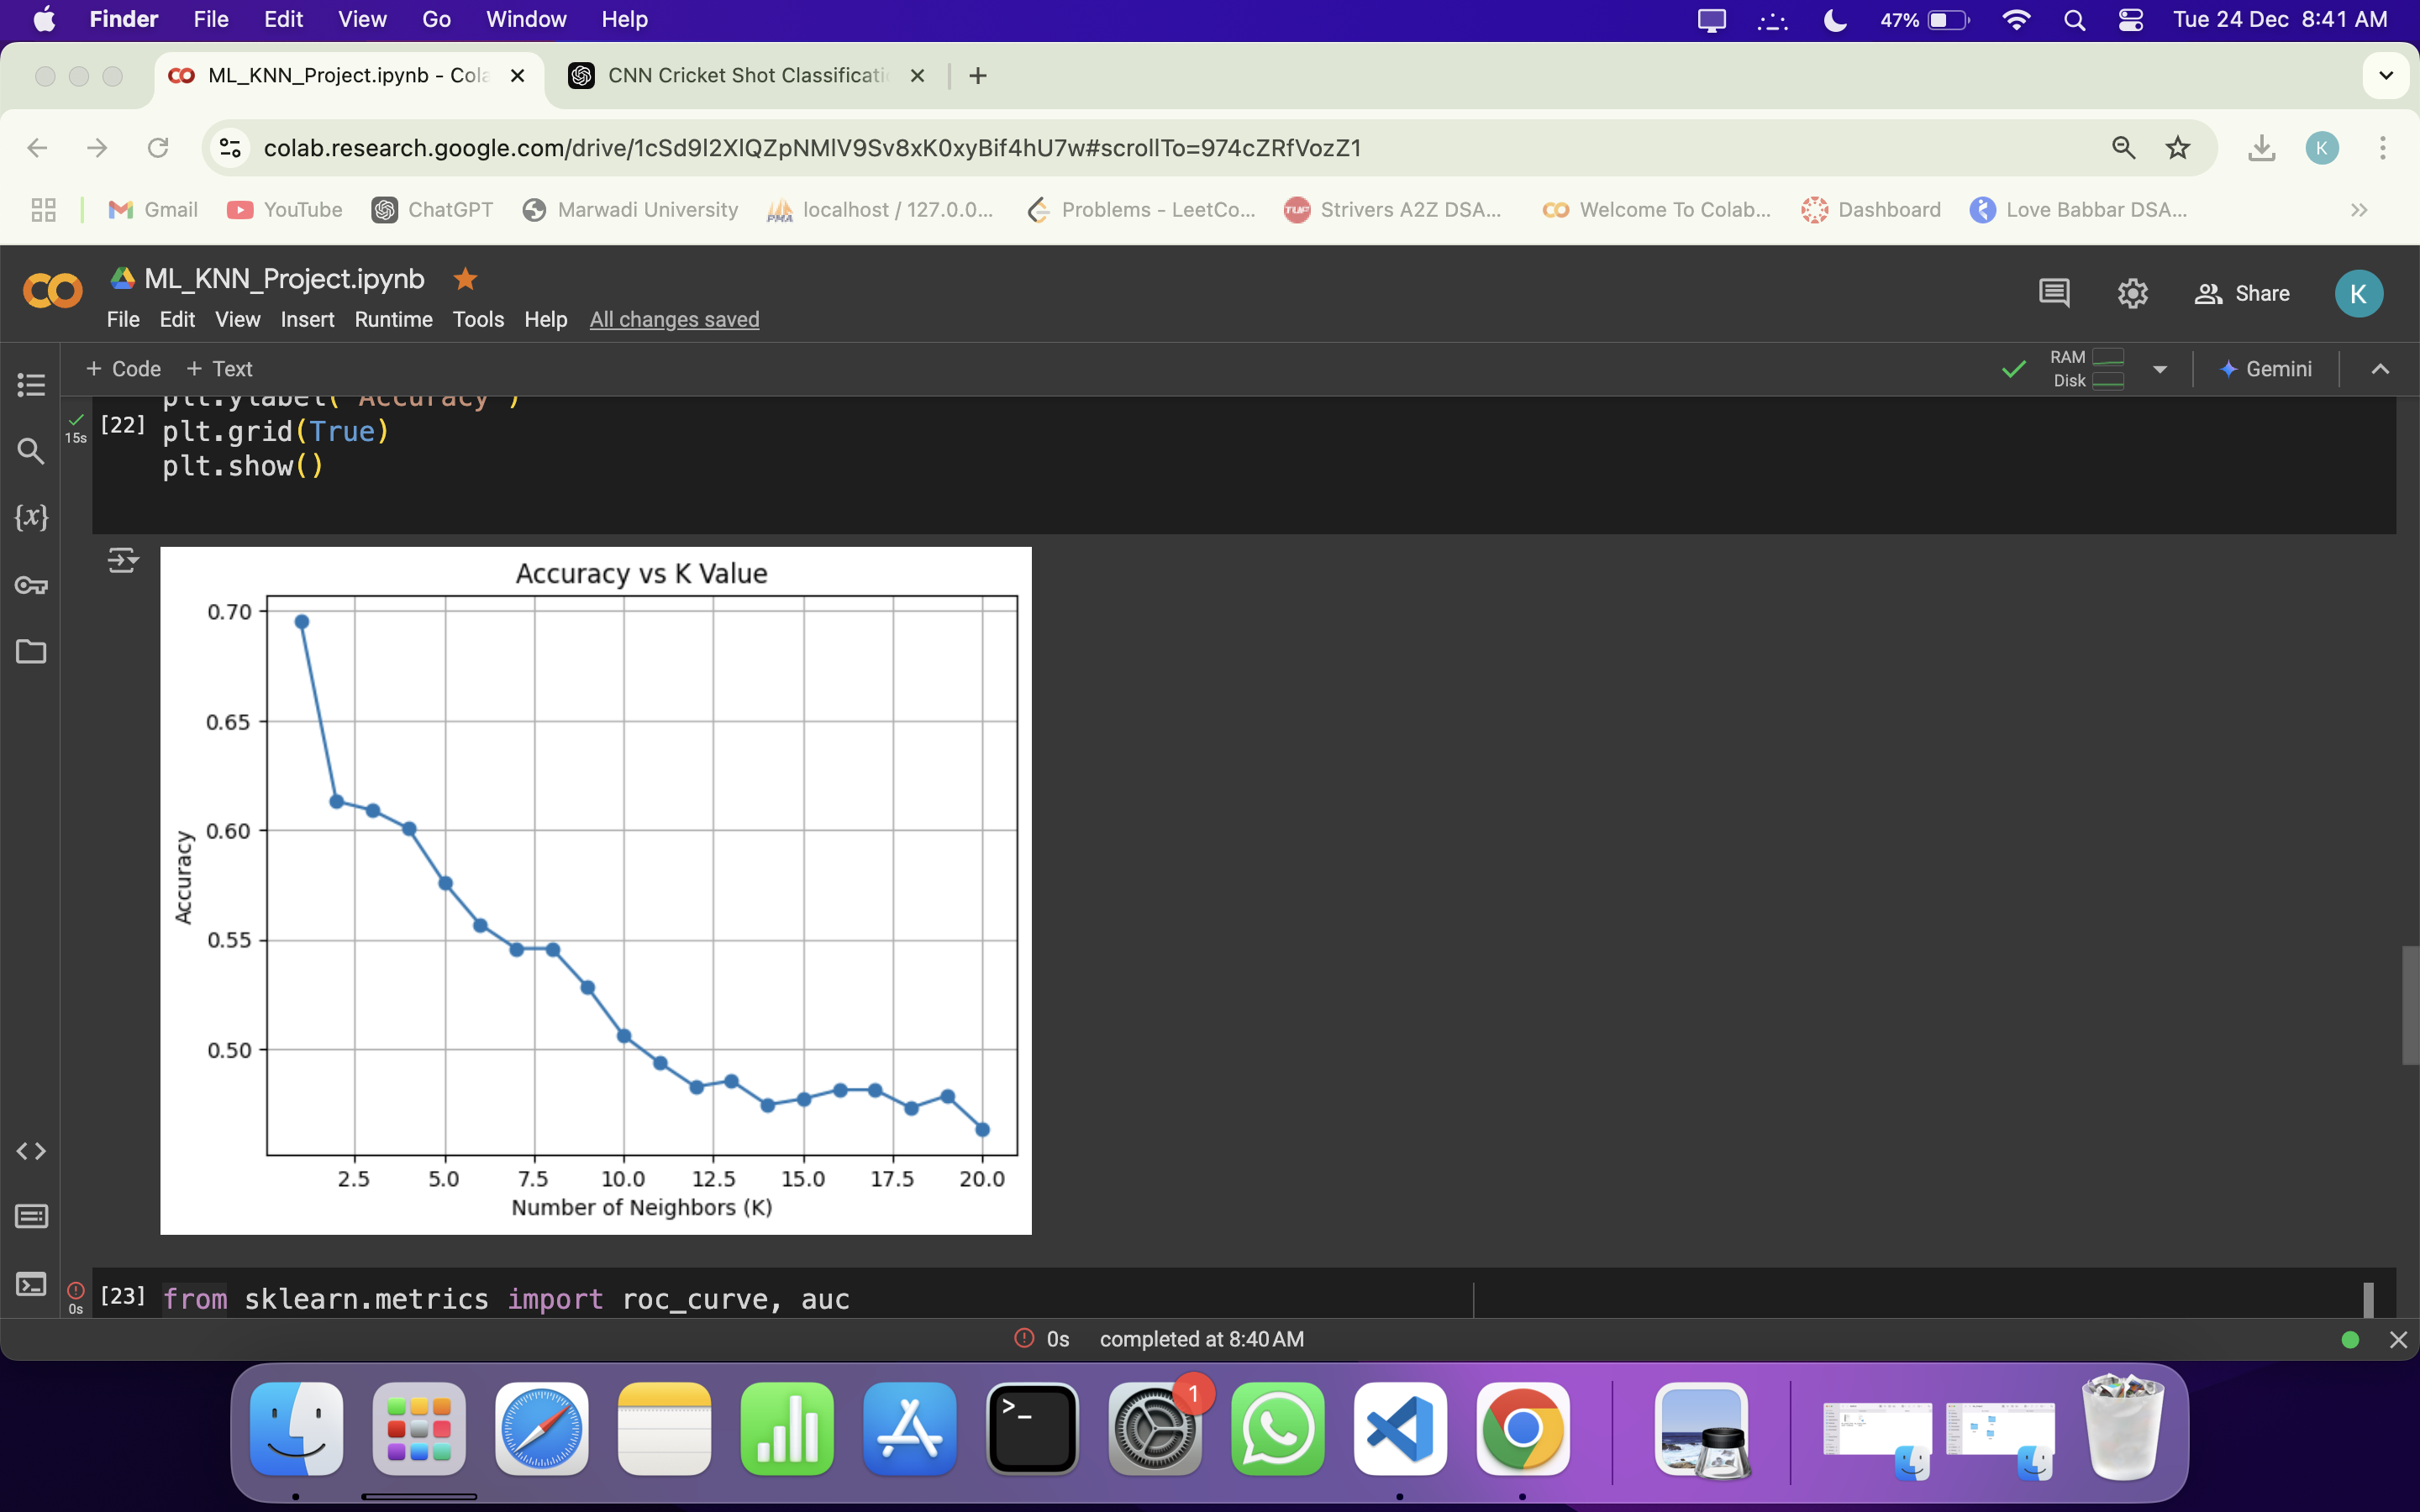 Finder File Edit View Go Window Help 47% Tue 24 Dec 8:41 AM
ML_KNN_Project.ipynb - Cola CNN Cricket Shot Classificati
colab.research.google.com/drive/1cSd9l2XlQZpNMlV9Sv8xK0xyBif4hU7w#scrollTo=974cZRfVozZ1 K
Gmail YouTube ChatGPT Marwadi University localhost / 127.0.0... Problems - LeetCo... Strivers A2Z DSA... Welcome To Colab... Dashboard Love Babbar DSA...
ML_KNN_Project.ipynb
File Edit View Insert Runtime Tools Help All changes saved
Share K
+ Code + Text RAM Disk Gemini
plt.ylabel('Accuracy')
[22] plt.grid(True)
15s
plt.show()
Accuracy vs K Value
0.70
0.65
0.60
0.55
0.50
Accuracy
2.5 5.0 7.5 10.0 12.5 15.0 17.5 20.0
Number of Neighbors (K)
[23] from sklearn.metrics import roc_curve, auc
0s
0s completed at 8:40 AM
1